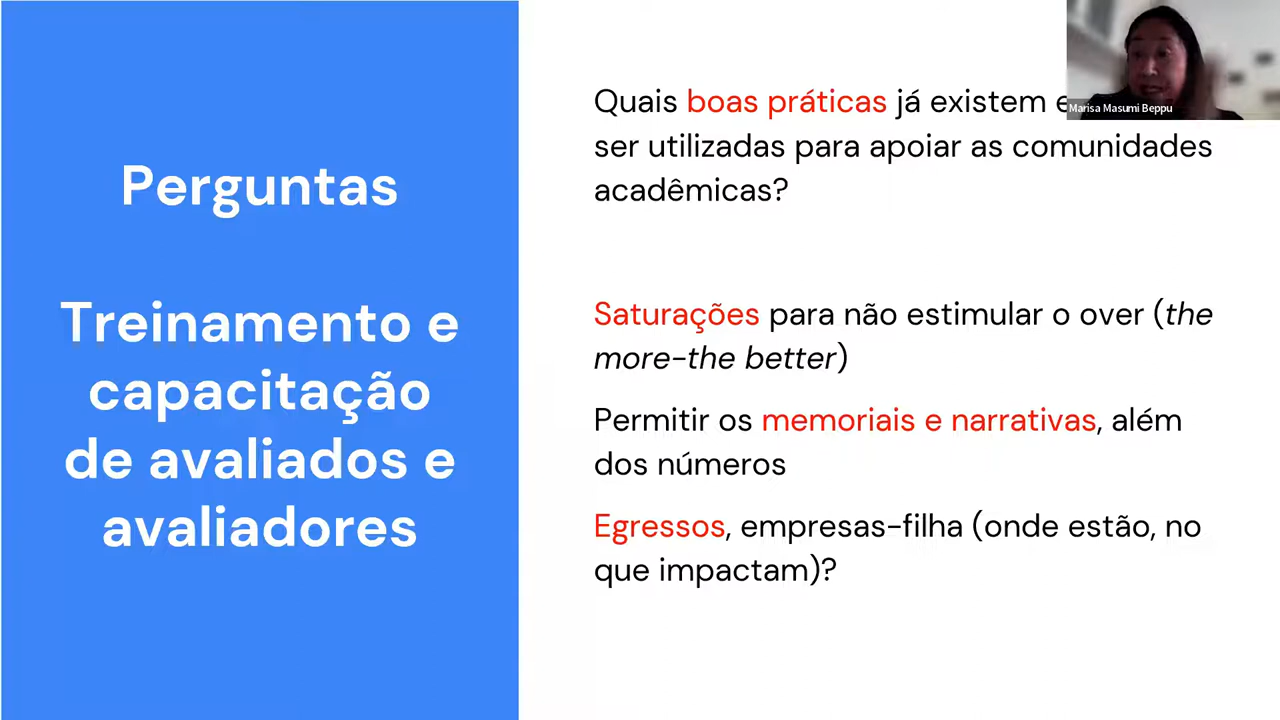 Perguntas
Treinamento e
capacitação
de avaliados e
avaliadores
Quais boas práticas já existem
ser utilizadas para apoiar as comunidades
acadêmicas?
Saturações para não estimular o over (the
more-the better)
Permitir os memoriais e narrativas, além
dos números
Egressos, empresas-filha (onde estão, no
que impactam)?
Marisa Masumi Beppu